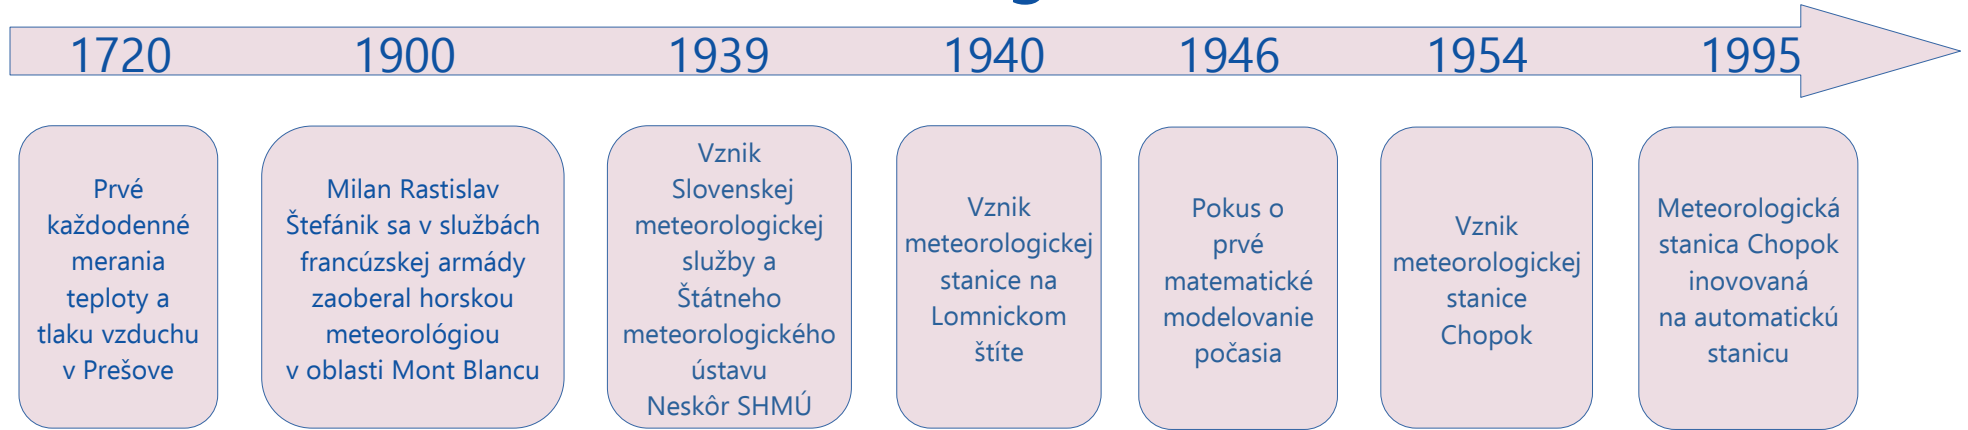 1720 1900 1939 1940 1946 1954 1995
Prvé
každodenné
merania
teploty a
tlaku vzduchu
v Prešove
Milan Rastislav
Štefánik sa v službách
francúzskej armády
zaoberal horskou
meteorológiou
v oblasti Mont Blancu
Vznik
Slovenskej
meteorologickej
služby a
Štátneho
meteorologického
ústavu
Neskôr SHMÚ
Vznik
meteorologickej
stanice na
Lomnickom
štíte
Pokus o
prvé
matematické
modelovanie
počasia
Vznik
meteorologickej
stanice
Chopok
Meteorologická
stanica Chopok
inovovaná
na automatickú
stanicu